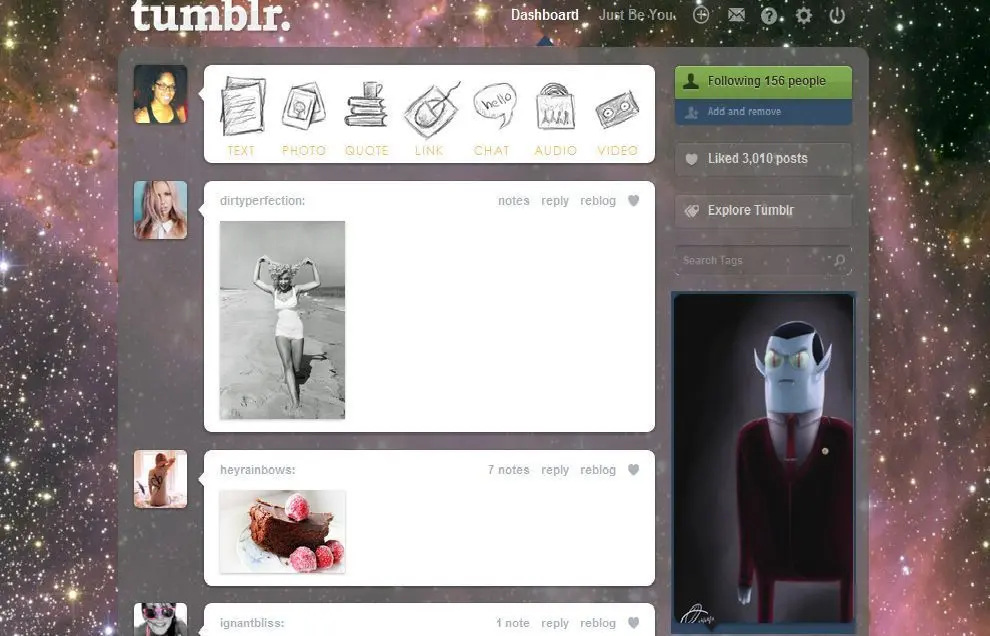 tumblr.
Dashboard Just Be You.
TEXT PHOTO QUOTE LINK CHAT AUDIO VIDEO
hello
Following 156 people
Add and remove
Liked 3,010 posts
Explore Tumblr
Search Tags
dirtyperfection: notes reply reblog
heyrainbows: 7 notes reply reblog
ignantbliss: 1 note reply reblog